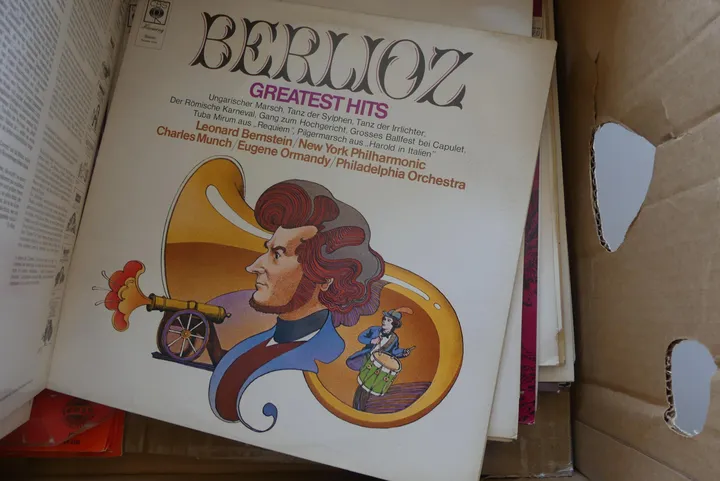 CBS
BERLIOZ
GREATEST HITS
Ungarischer Marsch, Tanz der Sylphen, Tanz der Irrlichter,
Der Römische Karneval, Gang zum Hochgericht, Grosses Ballfest bei Capulet,
Tuba Mirum aus „Requiem“, Pilgermarsch aus „Harold in Italien“
Leonard Bernstein/New York Philharmonic
Charles Munch/Eugene Ormandy/Philadelphia Orchestra